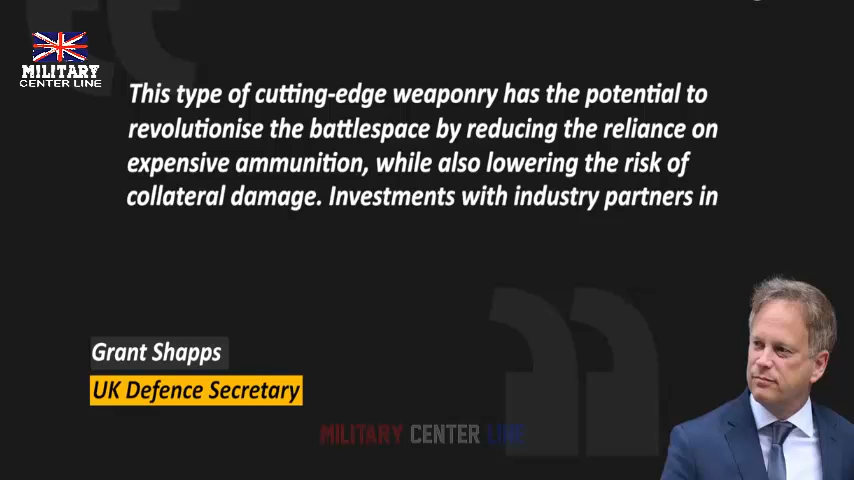 MILITARY
CENTER LINE
This type of cutting-edge weaponry has the potential to
revolutionise the battlespace by reducing the reliance on
expensive ammunition, while also lowering the risk of
collateral damage. Investments with industry partners in
Grant Shapps
UK Defence Secretary
MILITARY CENTER LINE